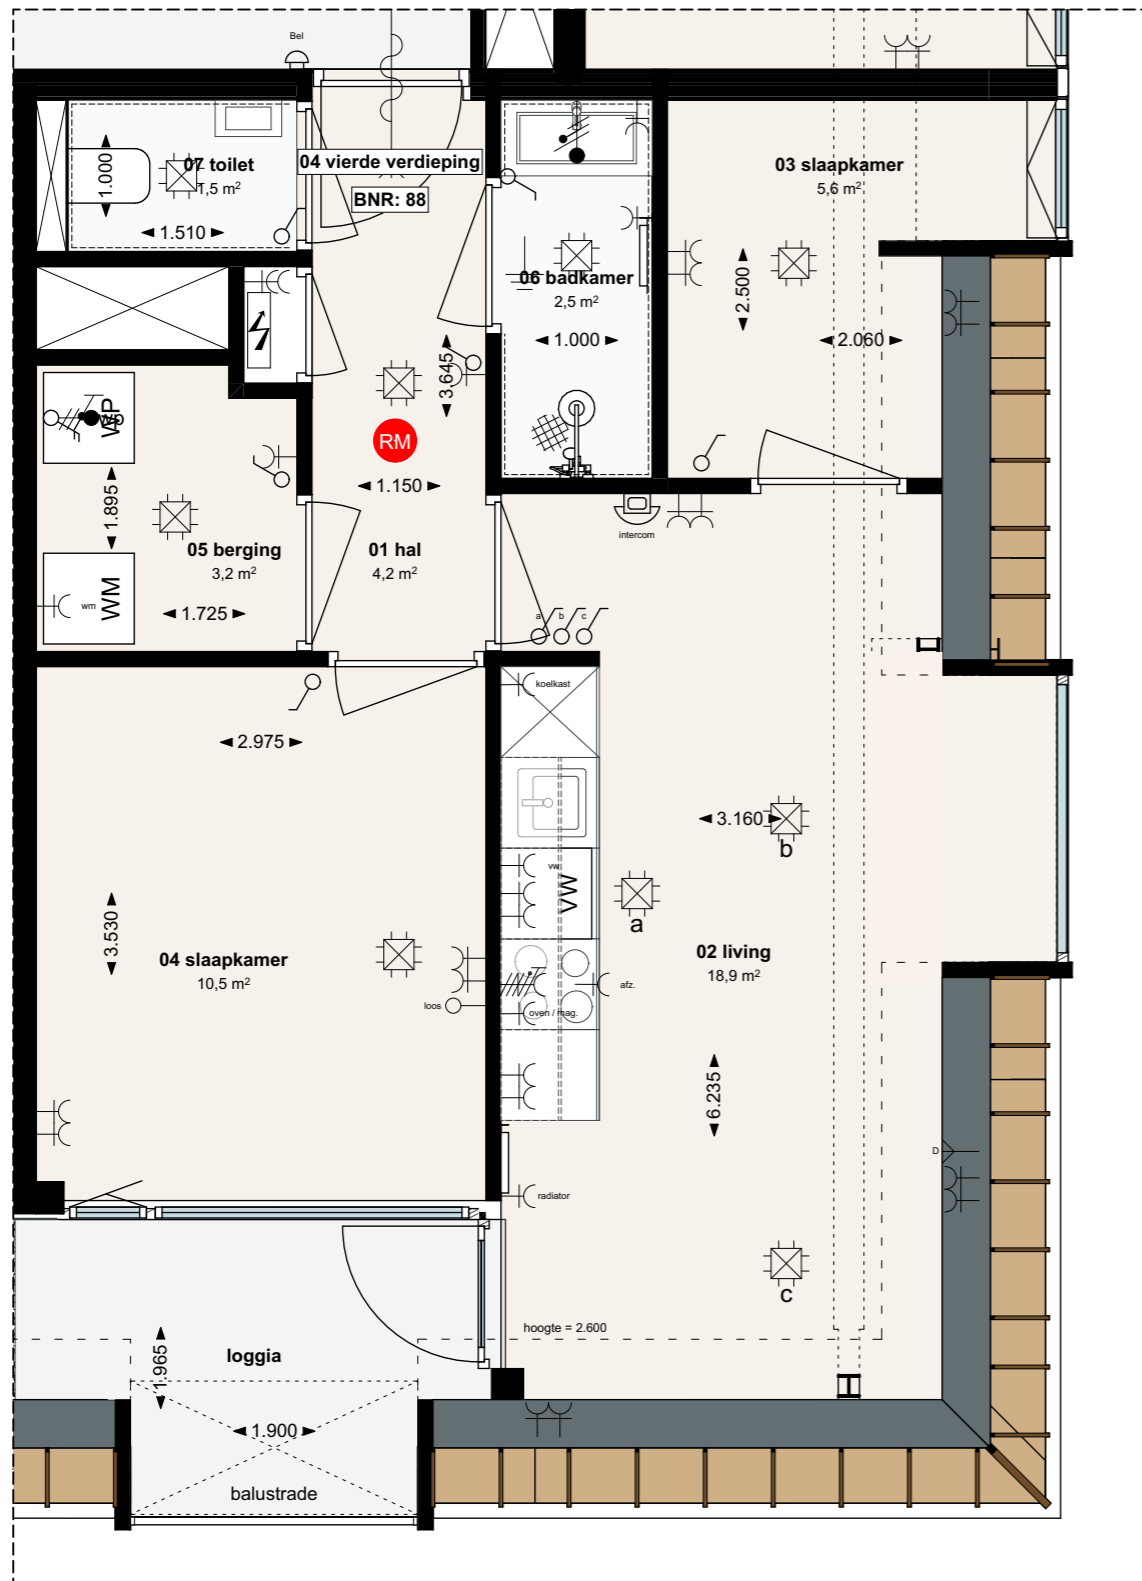 Bel
07 toilet
1,5 m²
1.000
1.510
04 vierde verdieping
BNR: 88
03 slaapkamer
5,6 m²
2.500
2.060
06 badkamer
2,5 m²
1.000
3.645
RM
1.150
WP
wp
1.895
05 berging
3,2 m²
01 hal
4,2 m²
WM
wm
1.725
intercom
a
b
c
koelkast
2.975
3.160
b
vw
VW
a
3.530
04 slaapkamer
10,5 m²
02 living
18,9 m²
afz.
loos
oven / mag.
6.235
D
radiator
c
hoogte = 2.600
loggia
1.965
1.900
balustrade